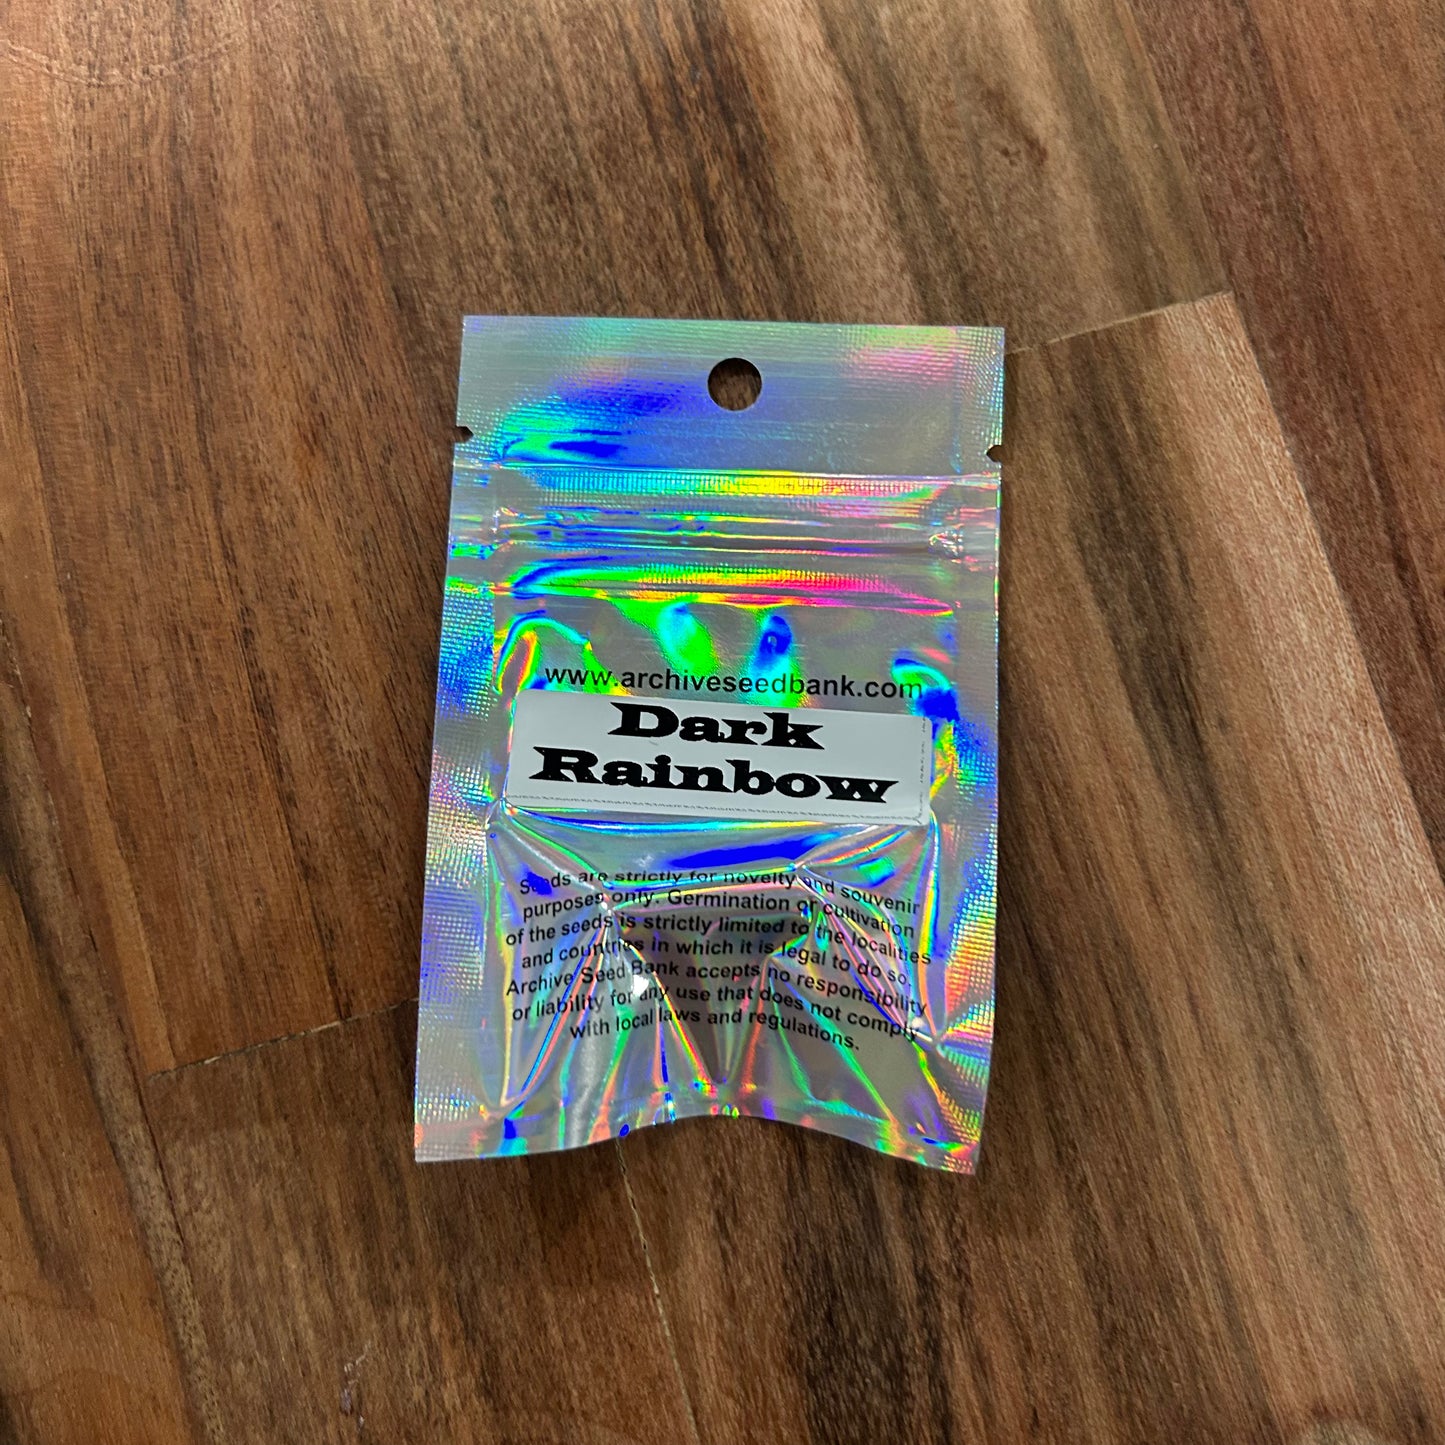 www.archiveseedbank.com
Dark
Rainbow
Seeds are strictly for novelty and souvenir
purposes only. Germination or cultivation
of the seeds is strictly limited to the localities
and countries in which it is legal to do so.
Archive Seed Bank accepts no responsibility
or liability for any use that does not comply
with local laws and regulations.